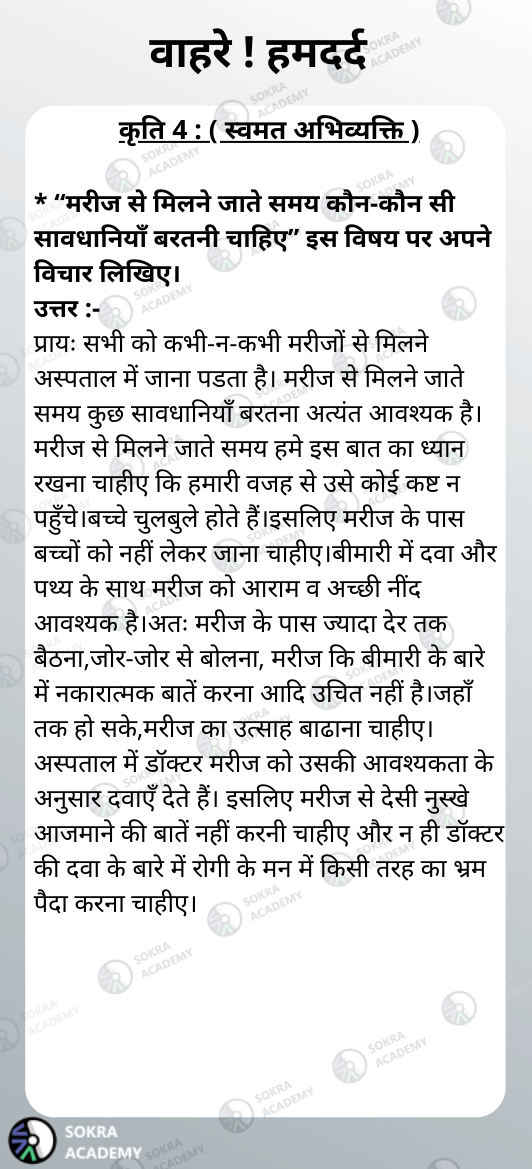 वाहरे ! हमदर्द
कृति 4 : ( स्वमत अभिव्यक्ति )
* “मरीज से मिलने जाते समय कौन-कौन सी
सावधानियाँ बरतनी चाहिए” इस विषय पर अपने
विचार लिखिए।
उत्तर :-
प्रायः सभी को कभी-न-कभी मरीजों से मिलने
अस्पताल में जाना पडता है। मरीज से मिलने जाते
समय कुछ सावधानियाँ बरतना अत्यंत आवश्यक है।
मरीज से मिलने जाते समय हमे इस बात का ध्यान
रखना चाहीए कि हमारी वजह से उसे कोई कष्ट न
पहुँचे।बच्चे चुलबुले होते हैं।इसलिए मरीज के पास
बच्चों को नहीं लेकर जाना चाहीए।बीमारी में दवा और
पथ्य के साथ मरीज को आराम व अच्छी नींद
आवश्यक है।अतः मरीज के पास ज्यादा देर तक
बैठना,जोर-जोर से बोलना, मरीज कि बीमारी के बारे
में नकारात्मक बातें करना आदि उचित नहीं है।जहाँ
तक हो सके,मरीज का उत्साह बाढाना चाहीए।
अस्पताल में डॉक्टर मरीज को उसकी आवश्यकता के
अनुसार दवाएँ देते हैं। इसलिए मरीज से देसी नुस्खे
आजमाने की बातें नहीं करनी चाहीए और न ही डॉक्टर
की दवा के बारे में रोगी के मन में किसी तरह का भ्रम
पैदा करना चाहीए।
SOKRA
ACADEMY